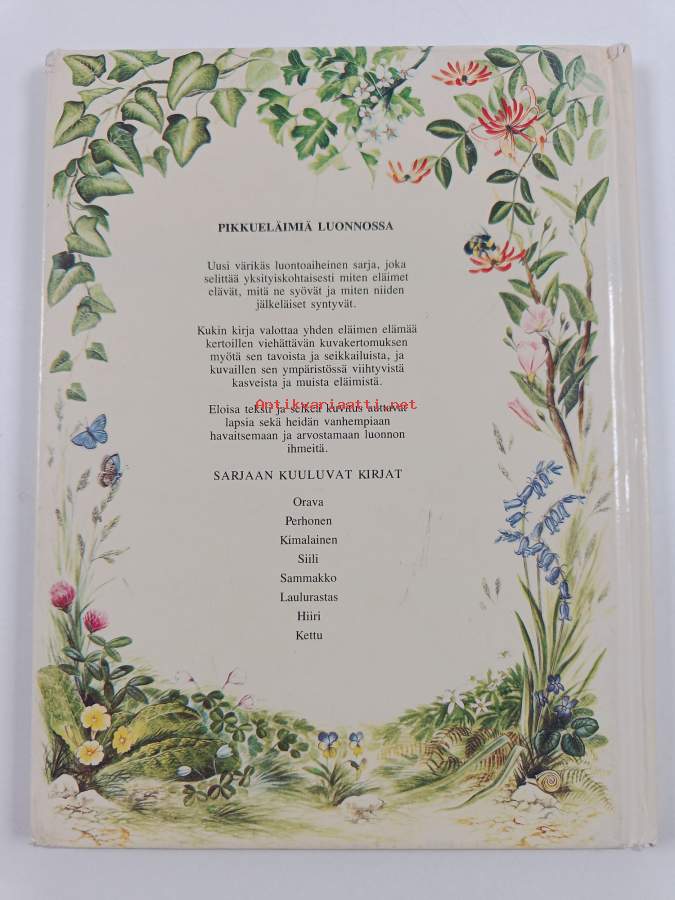 PIKKUELÄIMIÄ LUONNOSSA
Uusi värikäs luontoaiheinen sarja, joka
selittää yksityiskohtaisesti miten eläimet
elävät, mitä ne syövät ja miten niiden
jälkeläiset syntyvät.
Kukin kirja valottaa yhden eläimen elämää
kertoillen viehättävän kuvakertomuksen
myötä sen tavoista ja seikkailuista, ja
kuvaillen sen ympäristössä viihtyvistä
kasveista ja muista eläimistä.
Antikvariaatti.net
Eloisa teksti ja selkeä kuvitus auttavat
lapsia sekä heidän vanhempiaan
havaitsemaan ja arvostamaan luonnon
ihmeitä.
SARJAAN KUULUVAT KIRJAT
Orava
Perhonen
Kimalainen
Siili
Sammakko
Laulurastas
Hiiri
Kettu